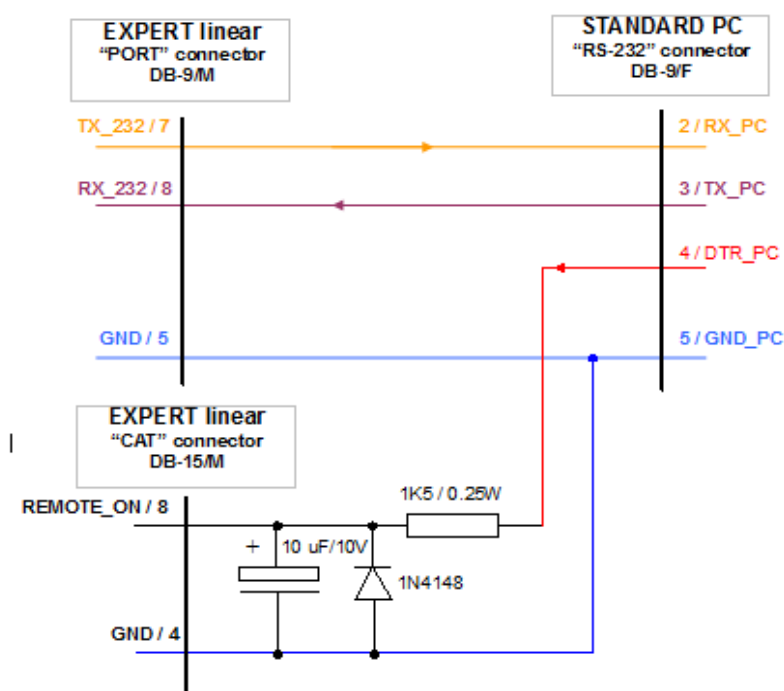 EXPERT linear
“PORT” connector
DB-9/M
STANDARD PC
“RS-232” connector
DB-9/F
TX_232 / 7
2 / RX_PC
RX_232 / 8
3 / TX_PC
4 / DTR_PC
GND / 5
5 / GND_PC
EXPERT linear
“CAT” connector
DB-15/M
1K5 / 0.25W
REMOTE_ON / 8
+ 10 uF/10V
1N4148
GND / 4